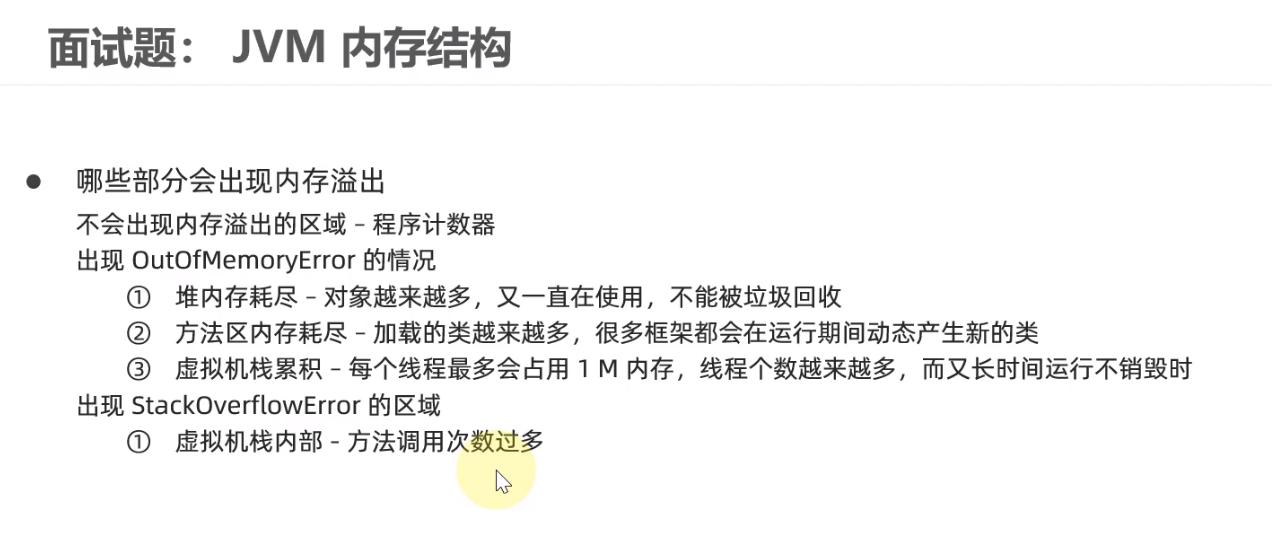 面试题： JVM 内存结构
● 哪些部分会出现内存溢出
不会出现内存溢出的区域 – 程序计数器
出现 OutOfMemoryError 的情况
① 堆内存耗尽 – 对象越来越多，又一直在使用，不能被垃圾回收
② 方法区内存耗尽 – 加载的类越来越多，很多框架都会在运行期间动态产生新的类
③ 虚拟机栈累积 – 每个线程最多会占用 1 M 内存，线程个数越来越多，而又长时间运行不销毁时
出现 StackOverflowError 的区域
① 虚拟机栈内部 – 方法调用次数过多